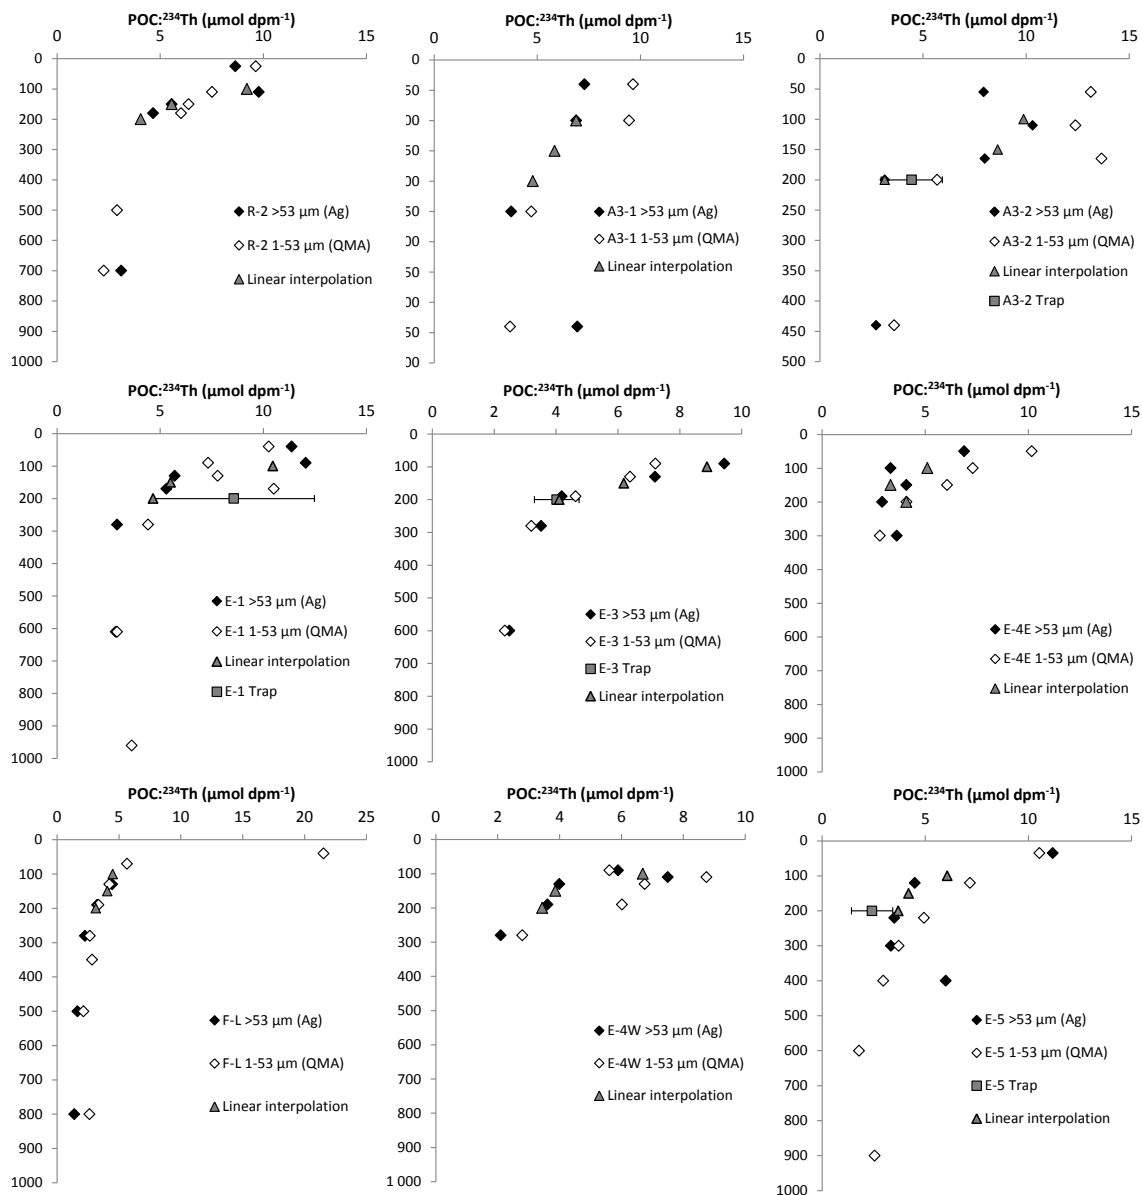 POC:²³⁴Th (µmol dpm⁻¹)
0 5 10 15
0
100
200
300
400
500
600
700
800
900
1000
R-2 >53 µm (Ag)
R-2 1-53 µm (QMA)
Linear interpolation
POC:²³⁴Th (µmol dpm⁻¹)
0 5 10 15
0
50
00
50
00
50
00
50
00
50
00
A3-1 >53 µm (Ag)
A3-1 1-53 µm (QMA)
Linear interpolation
POC:²³⁴Th (µmol dpm⁻¹)
0 5 10 15
0
50
100
150
200
250
300
350
400
450
500
A3-2 >53 µm (Ag)
A3-2 1-53 µm (QMA)
Linear interpolation
A3-2 Trap
POC:²³⁴Th (µmol dpm⁻¹)
0 5 10 15
0
100
200
300
400
500
600
700
800
900
1000
E-1 >53 µm (Ag)
E-1 1-53 µm (QMA)
Linear interpolation
E-1 Trap
POC:²³⁴Th (µmol dpm⁻¹)
0 2 4 6 8 10
0
100
200
300
400
500
600
700
800
900
1000
E-3 >53 µm (Ag)
E-3 1-53 µm (QMA)
E-3 Trap
Linear interpolation
POC:²³⁴Th (µmol dpm⁻¹)
0 5 10 15
0
100
200
300
400
500
600
700
800
900
1000
E-4E >53 µm (Ag)
E-4E 1-53 µm (QMA)
Linear interpolation
POC:²³⁴Th (µmol dpm⁻¹)
0 5 10 15 20 25
0
100
200
300
400
500
600
700
800
900
1000
F-L >53 µm (Ag)
F-L 1-53 µm (QMA)
Linear interpolation
POC:²³⁴Th (µmol dpm⁻¹)
0 2 4 6 8 10
0
100
200
300
400
500
600
700
800
900
1 000
E-4W >53 µm (Ag)
E-4W 1-53 µm (QMA)
Linear interpolation
POC:²³⁴Th (µmol dpm⁻¹)
0 5 10 15
0
100
200
300
400
500
600
700
800
900
1000
E-5 >53 µm (Ag)
E-5 1-53 µm (QMA)
E-5 Trap
Linear interpolation